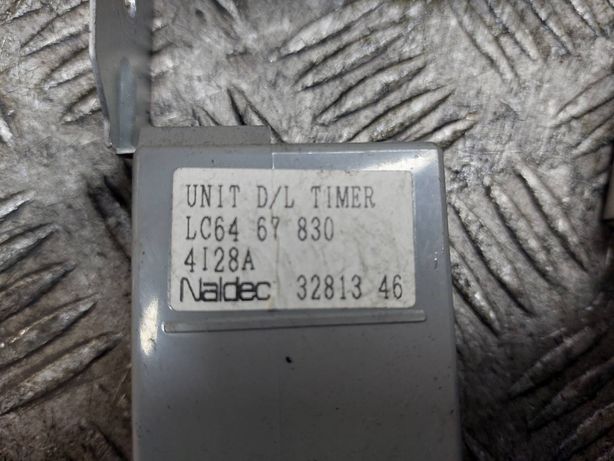 UNIT D/L TIMER
LC64 67 830
4I28A
Naldec 32813 46